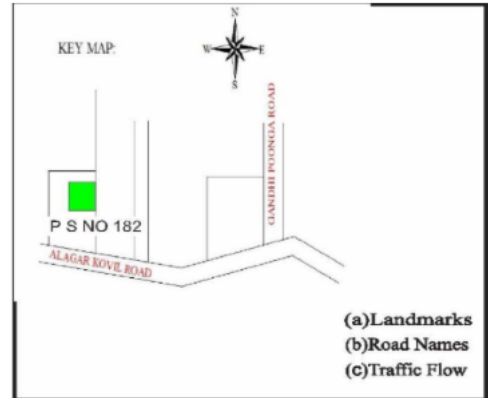 N
KEY MAP:
W E
S
GANDHI POONGA ROAD
P S NO 182
ALAGAR KOVIL ROAD
(a)Landmarks
(b)Road Names
(c)Traffic Flow